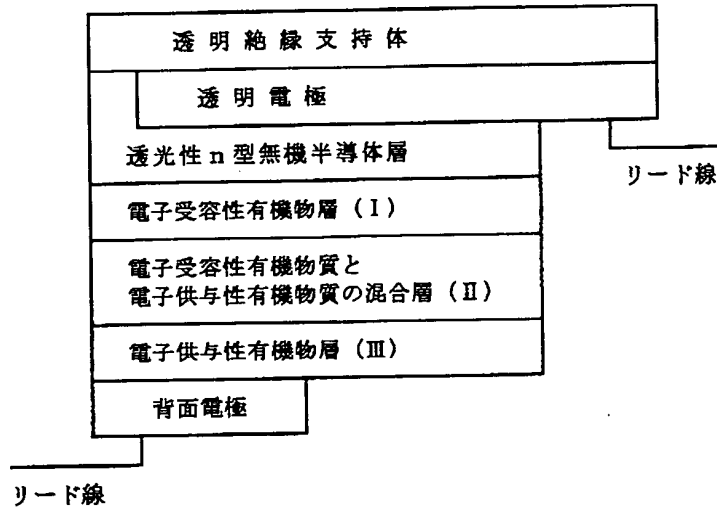 透明絶縁支持体
透明電極
透光性n型無機半導体層
リード線
電子受容性有機物層(Ⅰ)
電子受容性有機物質と
電子供与性有機物質の混合層(Ⅱ)
電子供与性有機物層(Ⅲ)
背面電極
リード線